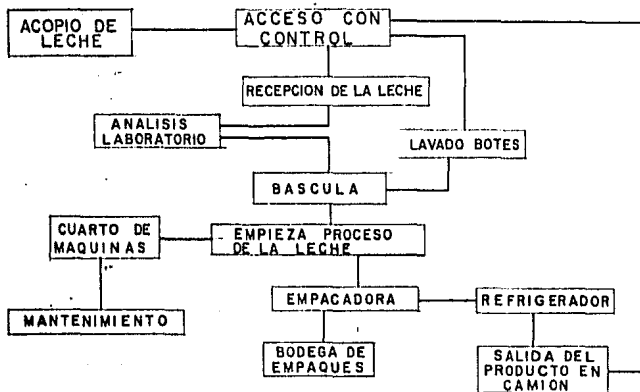 ACOPIO DE
LECHE
ACCESO CON
CONTROL
RECEPCION DE LA LECHE
ANALISIS
LABORATORIO
LAVADO BOTES
BASCULA
CUARTO DE
MAQUINAS
EMPIEZA PROCESO
DE LA LECHE
MANTENIMIENTO
EMPACADORA
REFRIGERADOR
BODEGA DE
EMPAQUES
SALIDA DEL
PRODUCTO EN
CAMION